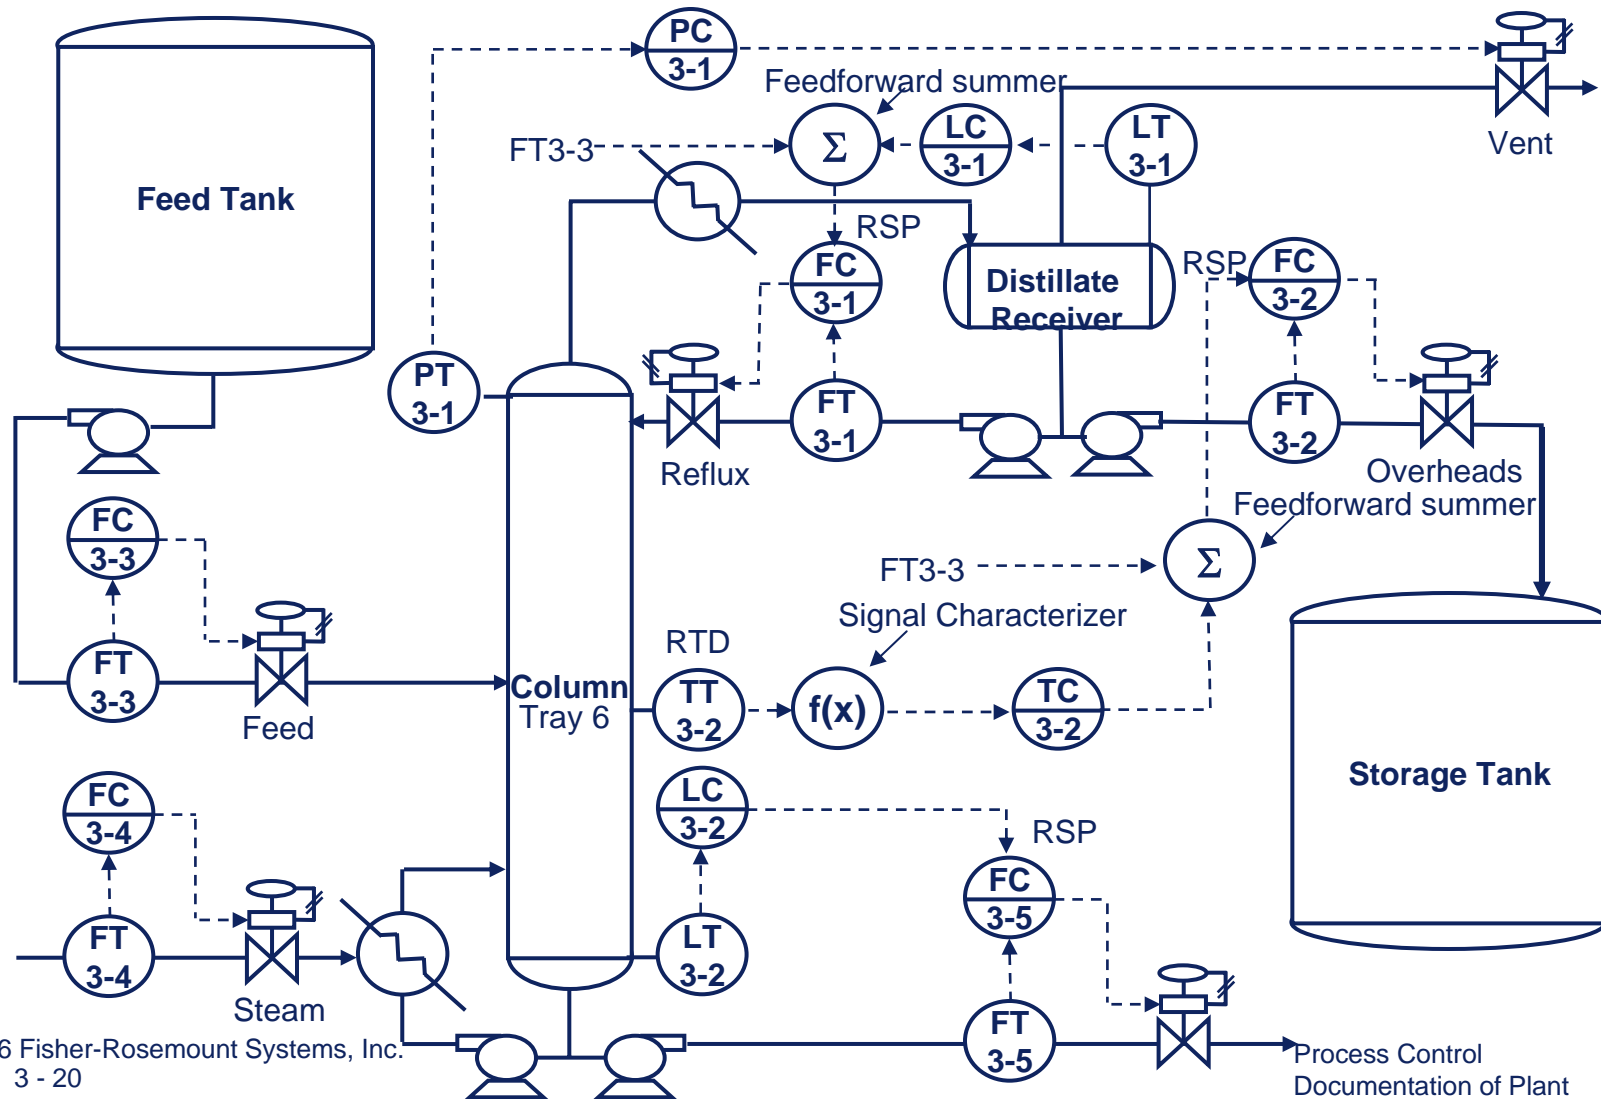 PC
3-1
Feedforward summer
FT3-3
Σ
LC
3-1
LT
3-1
Vent
Feed Tank
RSP
FC
3-1
Distillate
Receiver
RSP
FC
3-2
PT
3-1
FT
3-1
FT
3-2
Reflux
Overheads
Feedforward summer
FC
3-3
FT3-3
Σ
Signal Characterizer
RTD
FT
3-3
Column
Tray 6
TT
3-2
f(x)
TC
3-2
Feed
Storage Tank
FC
3-4
LC
3-2
RSP
FC
3-5
FT
3-4
LT
3-2
Steam
FT
3-5
6 Fisher-Rosemount Systems, Inc.
3 - 20
Process Control
Documentation of Plant